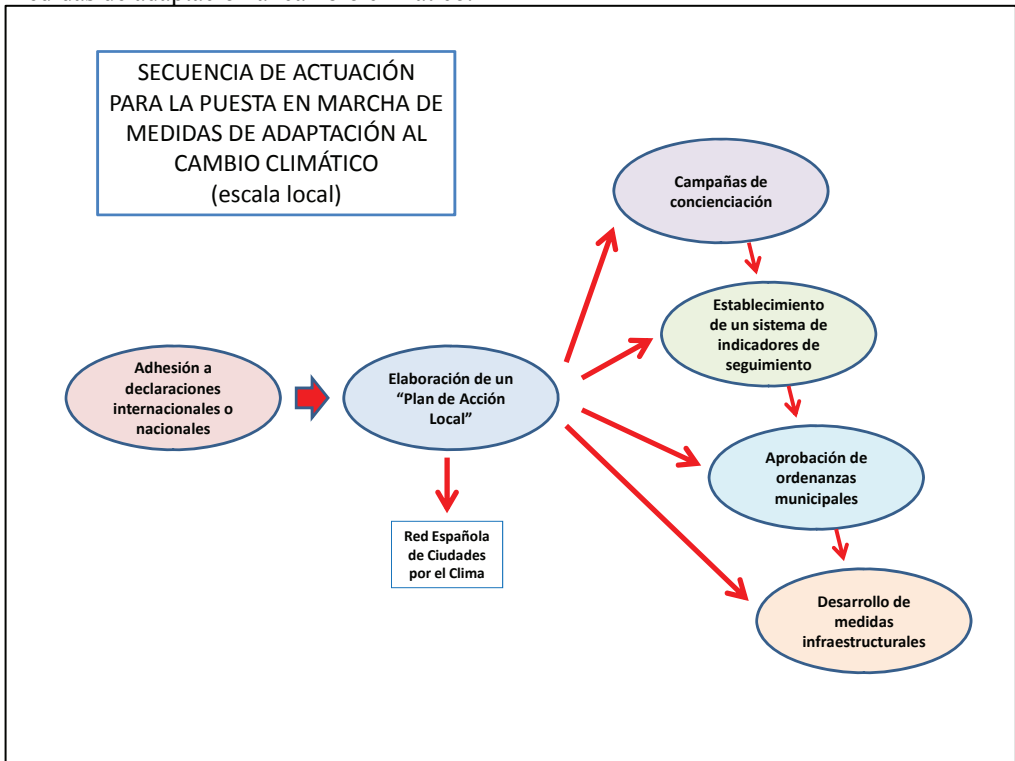 SECUENCIA DE ACTUACIÓN
PARA LA PUESTA EN MARCHA DE
MEDIDAS DE ADAPTACIÓN AL
CAMBIO CLIMÁTICO
(escala local)
Campañas de
concienciación
Establecimiento
de un sistema de
indicadores de
seguimiento
Adhesión a
declaraciones
internacionales o
nacionales
Elaboración de un
“Plan de Acción
Local”
Aprobación de
ordenanzas
municipales
Red Española
de Ciudades
por el Clima
Desarrollo de
medidas
infraestructurales